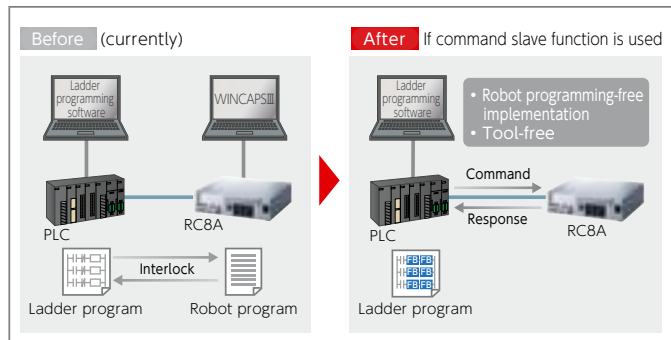 Before (currently)
Ladder
programming
software
WINCAPSⅢ
PLC
RC8A
Interlock
Ladder program
Robot program
After If command slave function is used
Ladder
programming
software
• Robot programming-free
implementation
• Tool-free
Command
Response
PLC
RC8A
FB FB
FB FB
FB FB
Ladder program